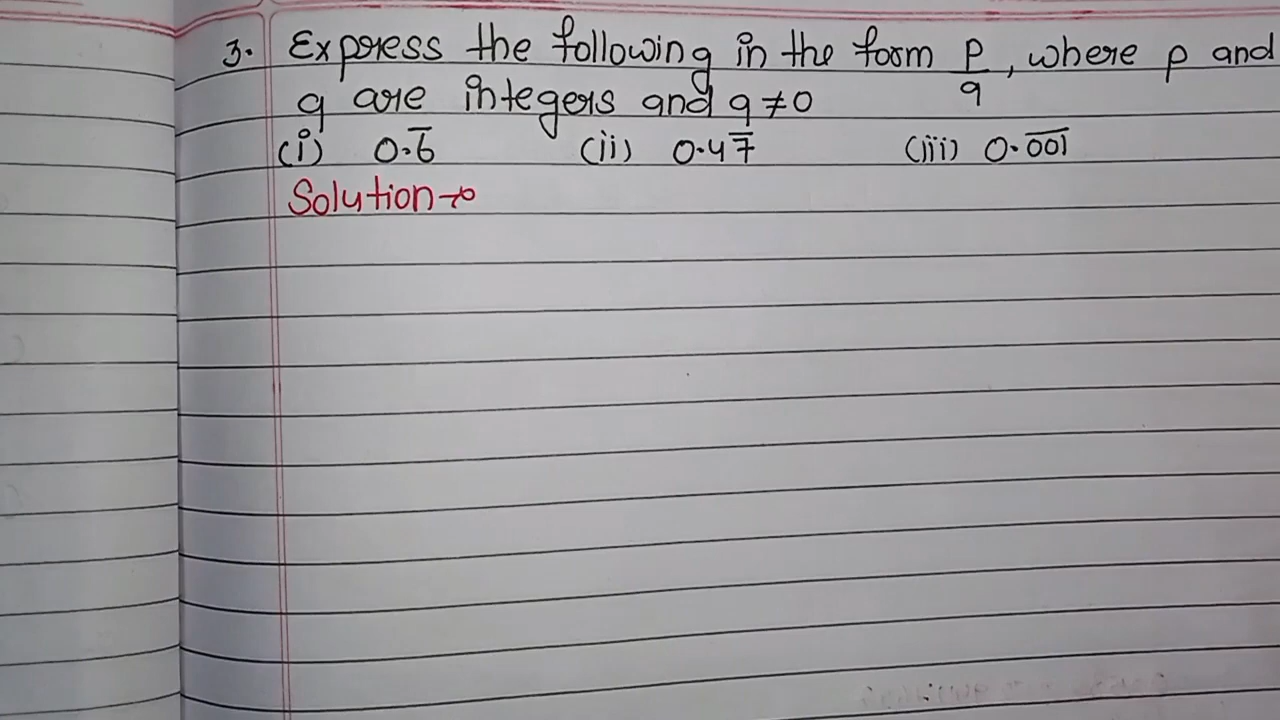 3. Express the following in the form p/q, where p and
q are integers and q ≠ 0
(i) 0.6̅ (ii) 0.47̅ (iii) 0.0̅0̅1̅
Solution →